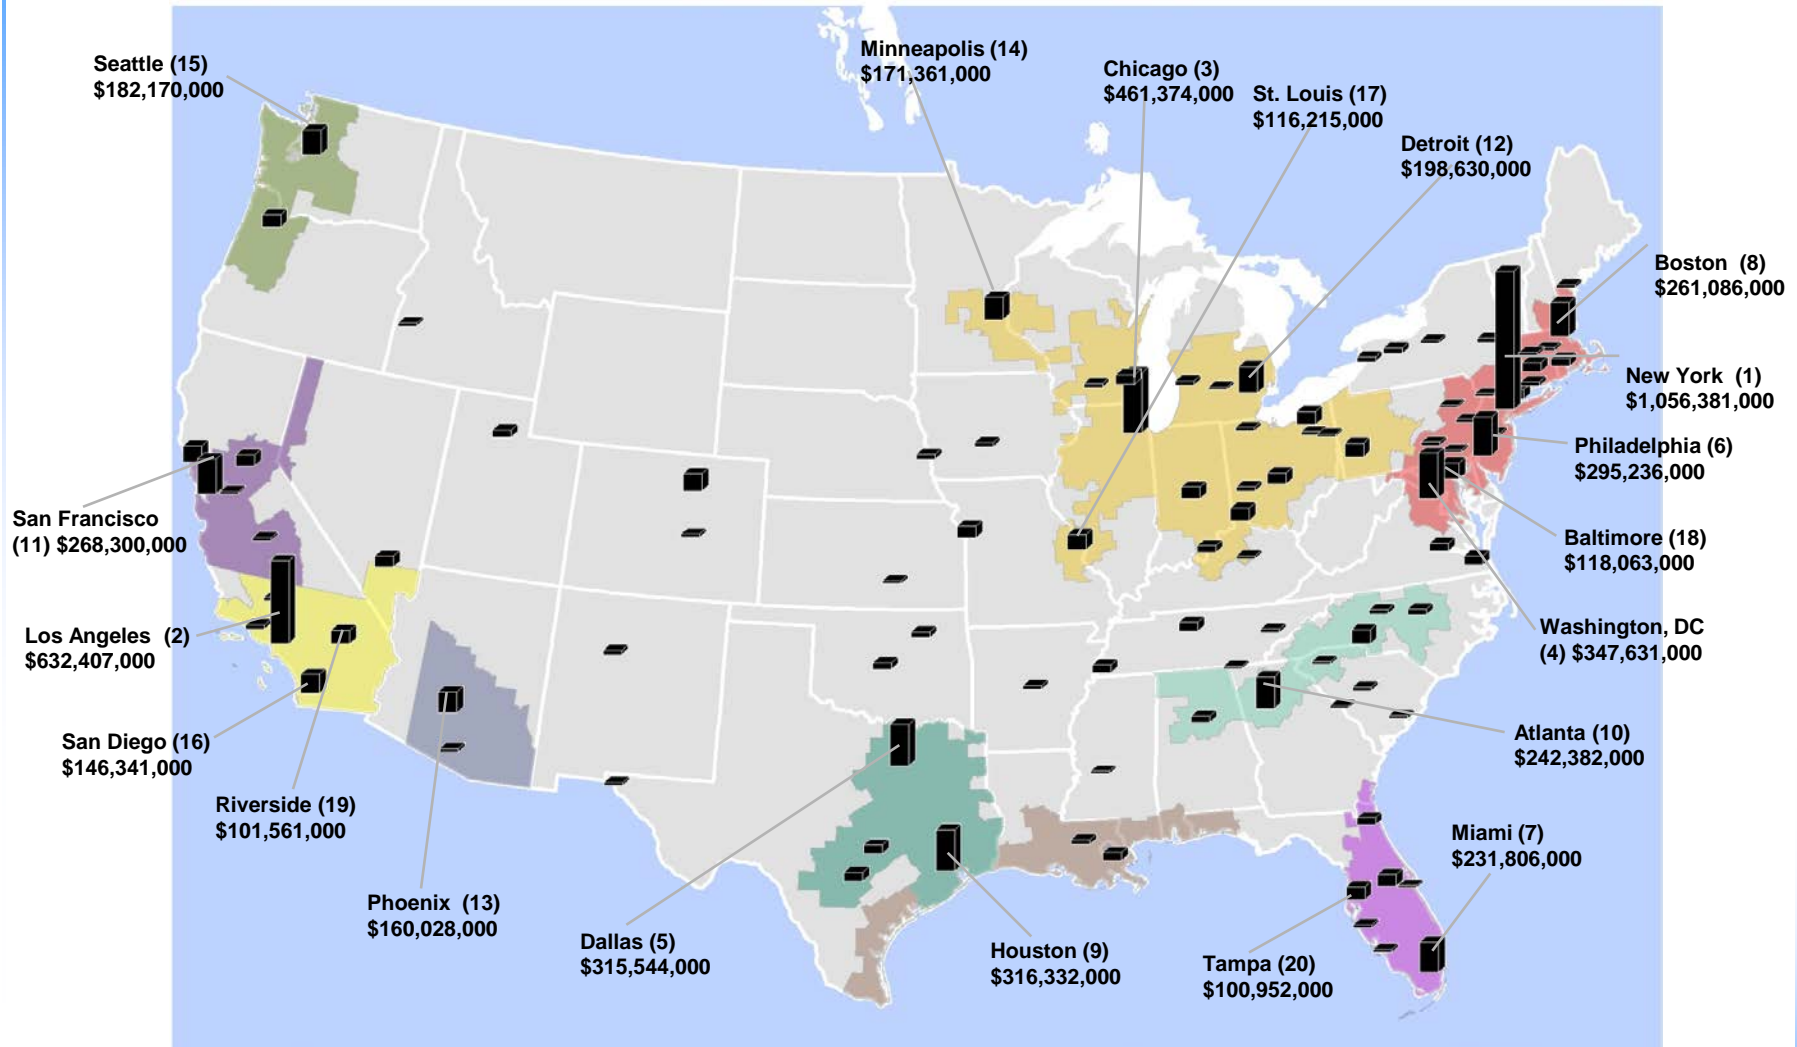 Seattle (15)
$182,170,000
Minneapolis (14)
$171,361,000
Chicago (3)
$461,374,000
St. Louis (17)
$116,215,000
Detroit (12)
$198,630,000
Boston (8)
$261,086,000
New York (1)
$1,056,381,000
Philadelphia (6)
$295,236,000
San Francisco
(11) $268,300,000
Baltimore (18)
$118,063,000
Los Angeles (2)
$632,407,000
Washington, DC
(4) $347,631,000
San Diego (16)
$146,341,000
Atlanta (10)
$242,382,000
Riverside (19)
$101,561,000
Miami (7)
$231,806,000
Phoenix (13)
$160,028,000
Dallas (5)
$315,544,000
Houston (9)
$316,332,000
Tampa (20)
$100,952,000